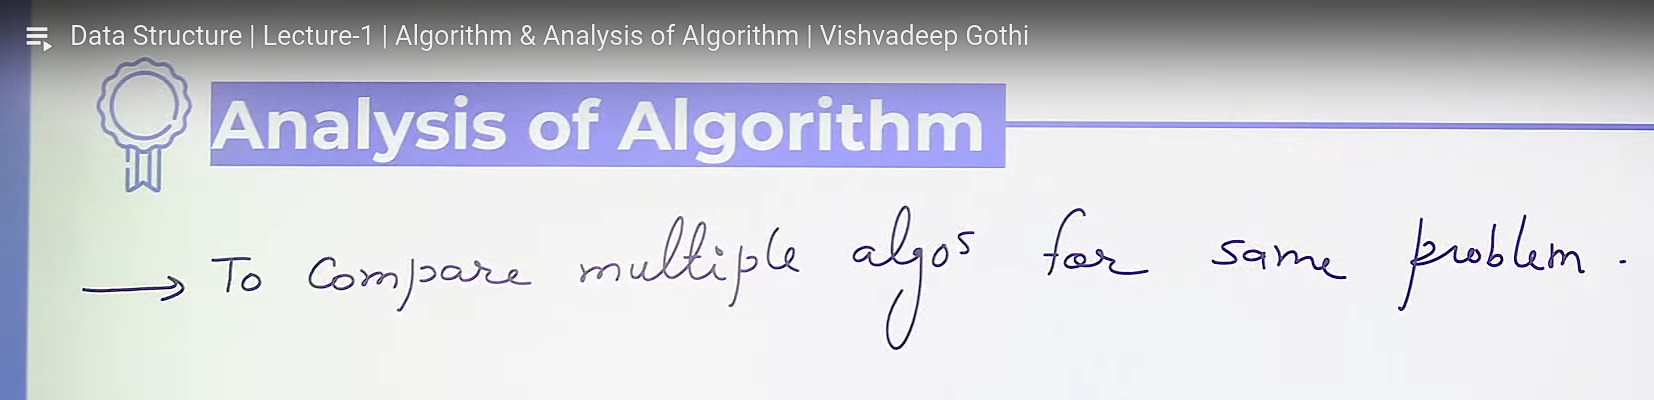 Data Structure | Lecture-1 | Algorithm & Analysis of Algorithm | Vishvadeep Gothi
Analysis of Algorithm
→ To Compare multiple algos for same problem.